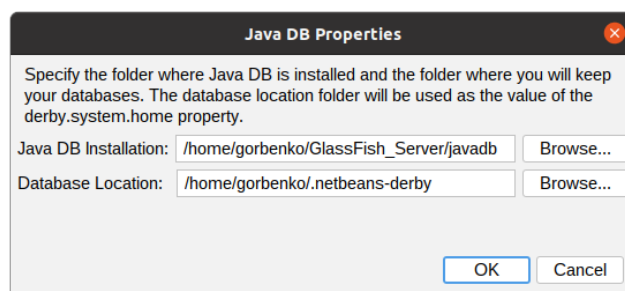 Java DB Properties
Specify the folder where Java DB is installed and the folder where you will keep
your databases. The database location folder will be used as the value of the
derby.system.home property.
Java DB Installation: /home/gorbenko/GlassFish_Server/javadb Browse...
Database Location: /home/gorbenko/.netbeans-derby Browse...
OK Cancel